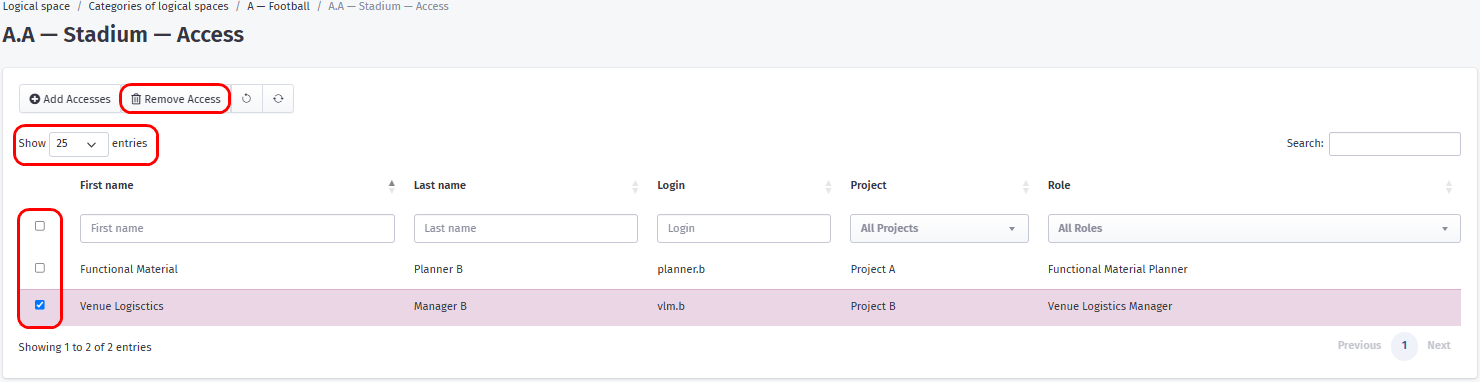 Logical space / Categories of logical spaces / A — Football / A.A — Stadium — Access
A.A — Stadium — Access
Add Accesses Remove Access
Show 25 entries Search:
First name Last name Login Project Role
First name Last name Login All Projects All Roles
Functional Material Planner B planner.b Project A Functional Material Planner
Venue Logisctics Manager B vlm.b Project B Venue Logistics Manager
Showing 1 to 2 of 2 entries Previous 1 Next